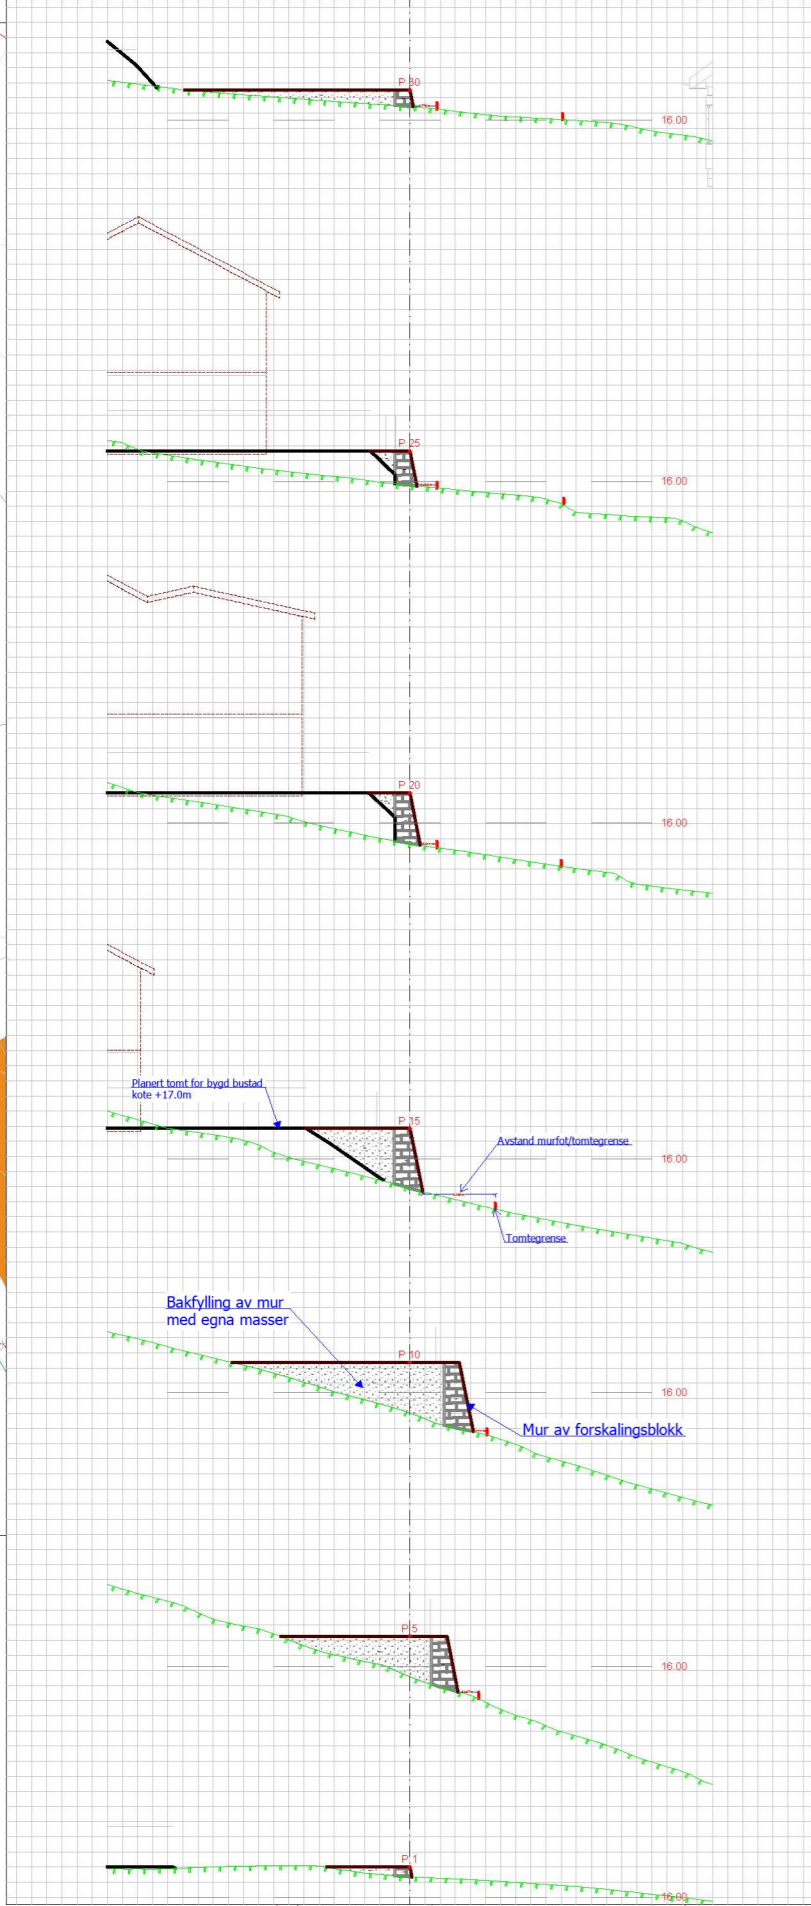 P 30
16.00
P 25
16.00
P 20
16.00
Planert tomt for bygd bustad
kote +17.0m
P 15
Avstand murfot/tomtegrense
16.00
Tomtegrense
Bakfylling av mur
med egna masser
P 10
16.00
Mur av forskalingsblokk
P 5
16.00
P 1
16.00